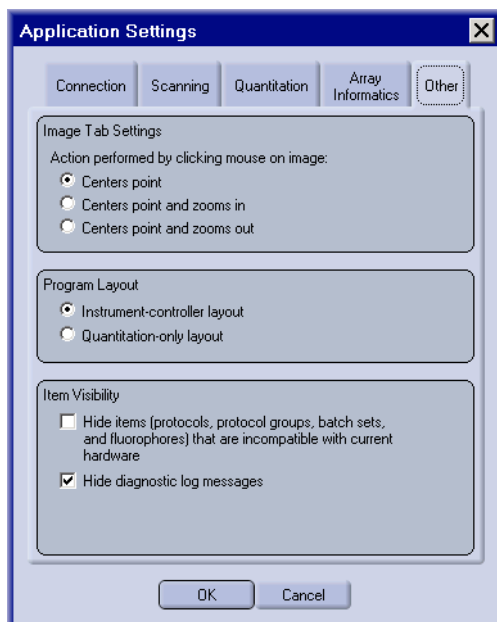 Application Settings
Connection
Scanning
Quantitation
Array
Informatics
Other
Image Tab Settings
Action performed by clicking mouse on image:
Centers point
Centers point and zooms in
Centers point and zooms out
Program Layout
Instrument-controller layout
Quantitation-only layout
Item Visibility
Hide items (protocols, protocol groups, batch sets,
and fluorophores) that are incompatible with current
hardware
Hide diagnostic log messages
OK
Cancel